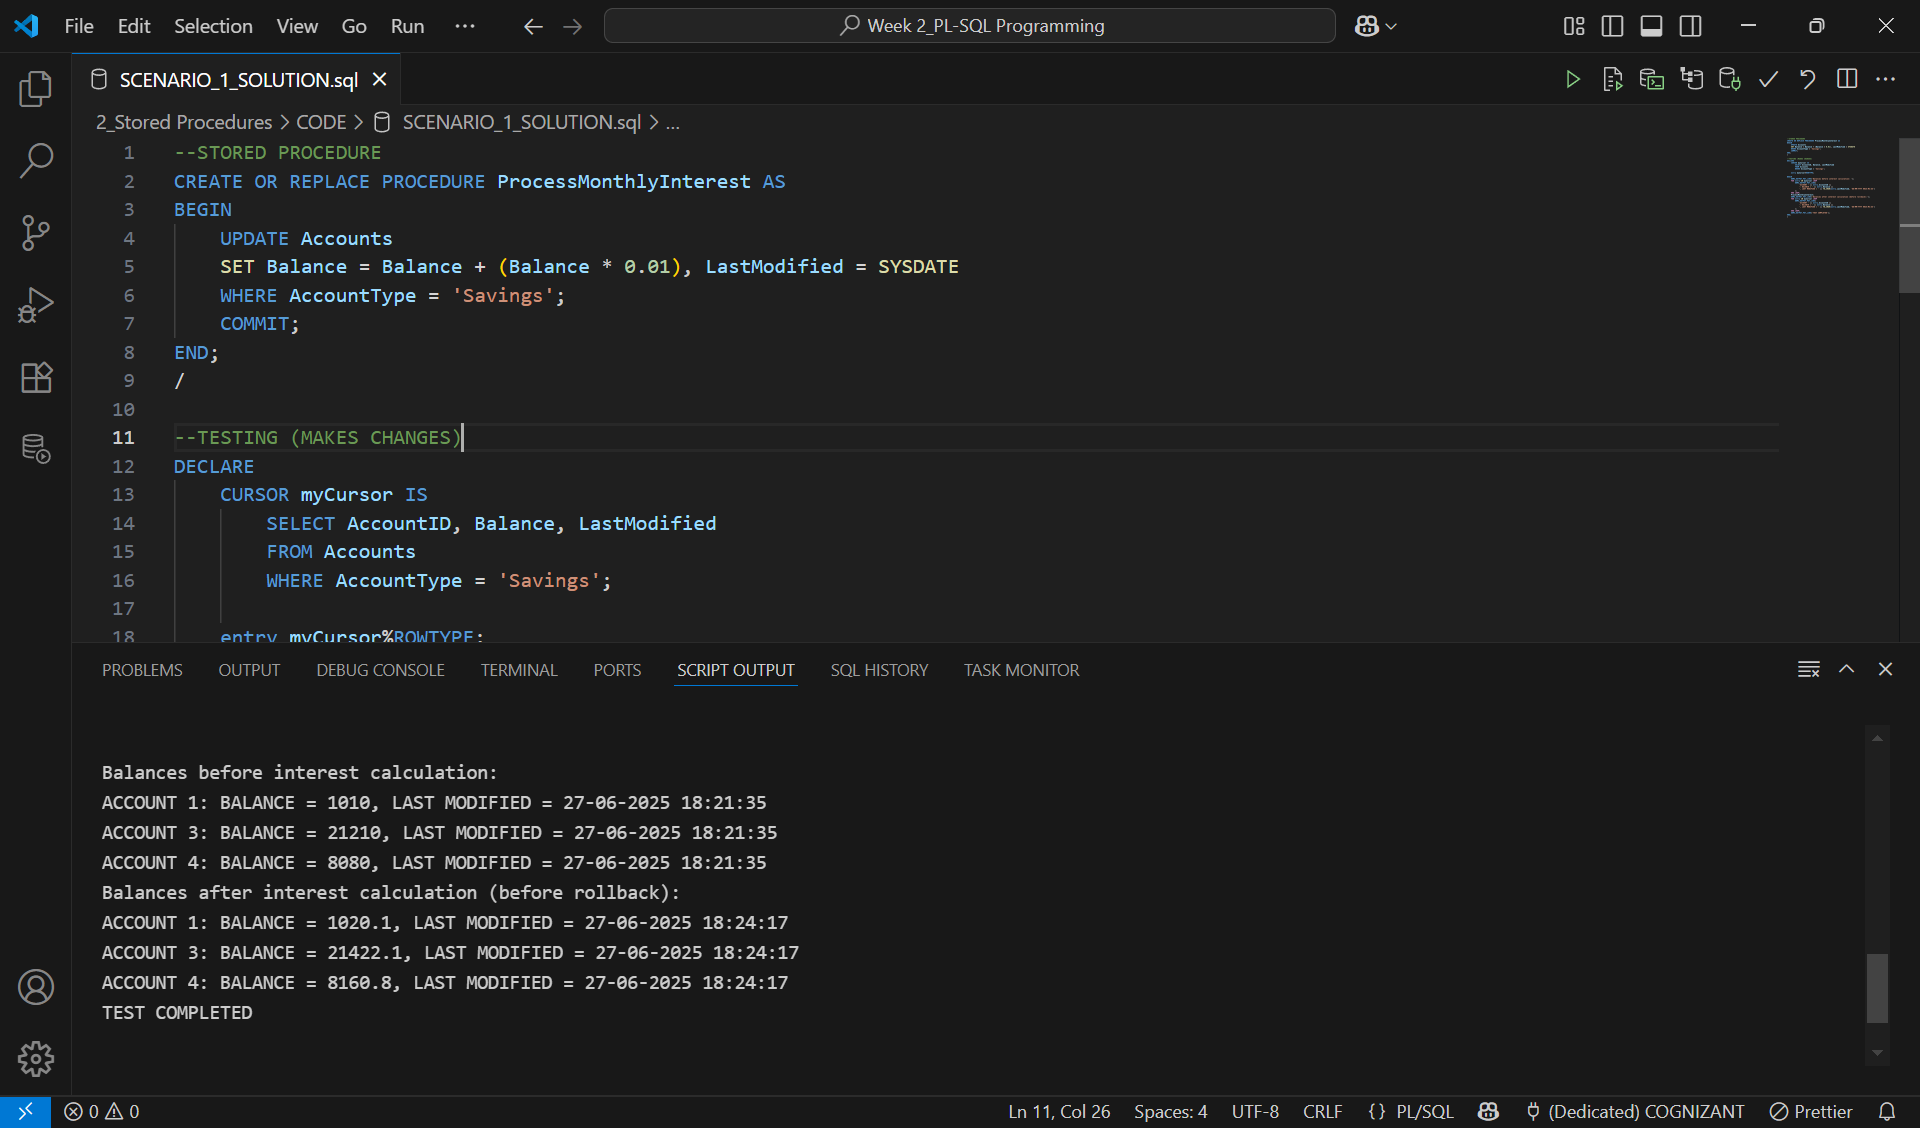 File Edit Selection View Go Run ··· Week 2_PL-SQL Programming
SCENARIO_1_SOLUTION.sql
2_Stored Procedures > CODE > SCENARIO_1_SOLUTION.sql > ...
1 --STORED PROCEDURE
2 CREATE OR REPLACE PROCEDURE ProcessMonthlyInterest AS
3 BEGIN
4 UPDATE Accounts
5 SET Balance = Balance + (Balance * 0.01), LastModified = SYSDATE
6 WHERE AccountType = 'Savings';
7 COMMIT;
8 END;
9 /
10
11 --TESTING (MAKES CHANGES)
12 DECLARE
13 CURSOR myCursor IS
14 SELECT AccountID, Balance, LastModified
15 FROM Accounts
16 WHERE AccountType = 'Savings';
17
18 entry myCursor%ROWTYPE;
PROBLEMS OUTPUT DEBUG CONSOLE TERMINAL PORTS SCRIPT OUTPUT SQL HISTORY TASK MONITOR
Balances before interest calculation:
ACCOUNT 1: BALANCE = 1010, LAST MODIFIED = 27-06-2025 18:21:35
ACCOUNT 3: BALANCE = 21210, LAST MODIFIED = 27-06-2025 18:21:35
ACCOUNT 4: BALANCE = 8080, LAST MODIFIED = 27-06-2025 18:21:35
Balances after interest calculation (before rollback):
ACCOUNT 1: BALANCE = 1020.1, LAST MODIFIED = 27-06-2025 18:24:17
ACCOUNT 3: BALANCE = 21422.1, LAST MODIFIED = 27-06-2025 18:24:17
ACCOUNT 4: BALANCE = 8160.8, LAST MODIFIED = 27-06-2025 18:24:17
TEST COMPLETED
0 0 Ln 11, Col 26 Spaces: 4 UTF-8 CRLF {} PL/SQL (Dedicated) COGNIZANT Prettier